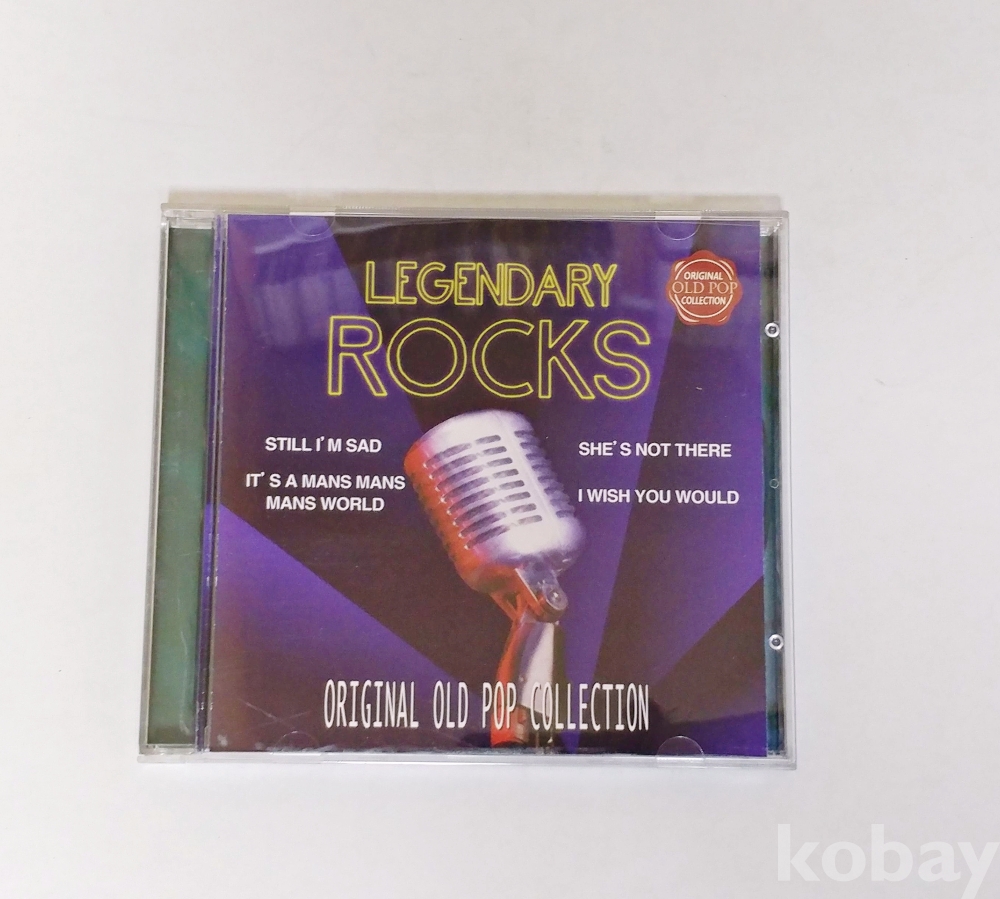 LEGENDARY
ROCKS
ORIGINAL
OLD POP
COLLECTION
STILL I'M SAD
IT'S A MANS MANS
MANS WORLD
SHE'S NOT THERE
I WISH YOU WOULD
ORIGINAL OLD POP COLLECTION
kobay